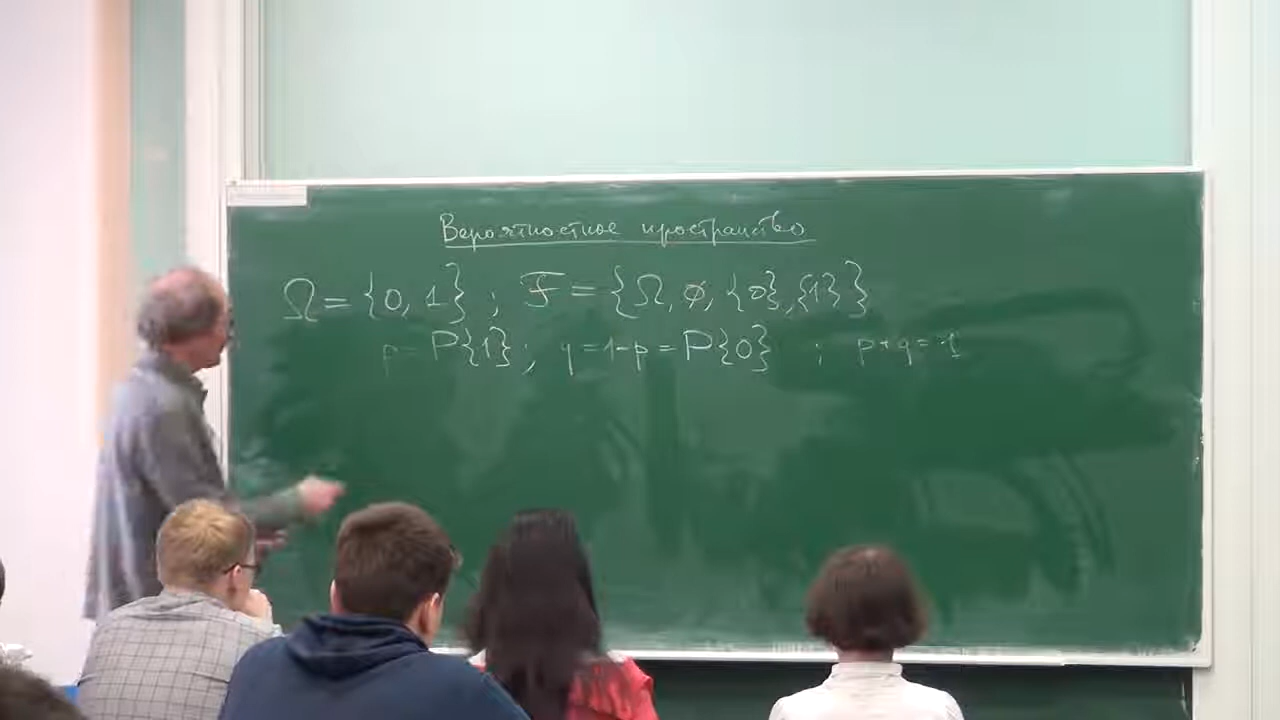 Вероятностное пространство
Ω = {0, 1} ; F = {Ω, ∅, {0}, {1}}
p = P{1} ; q = 1-p = P{0} ; p+q = 1